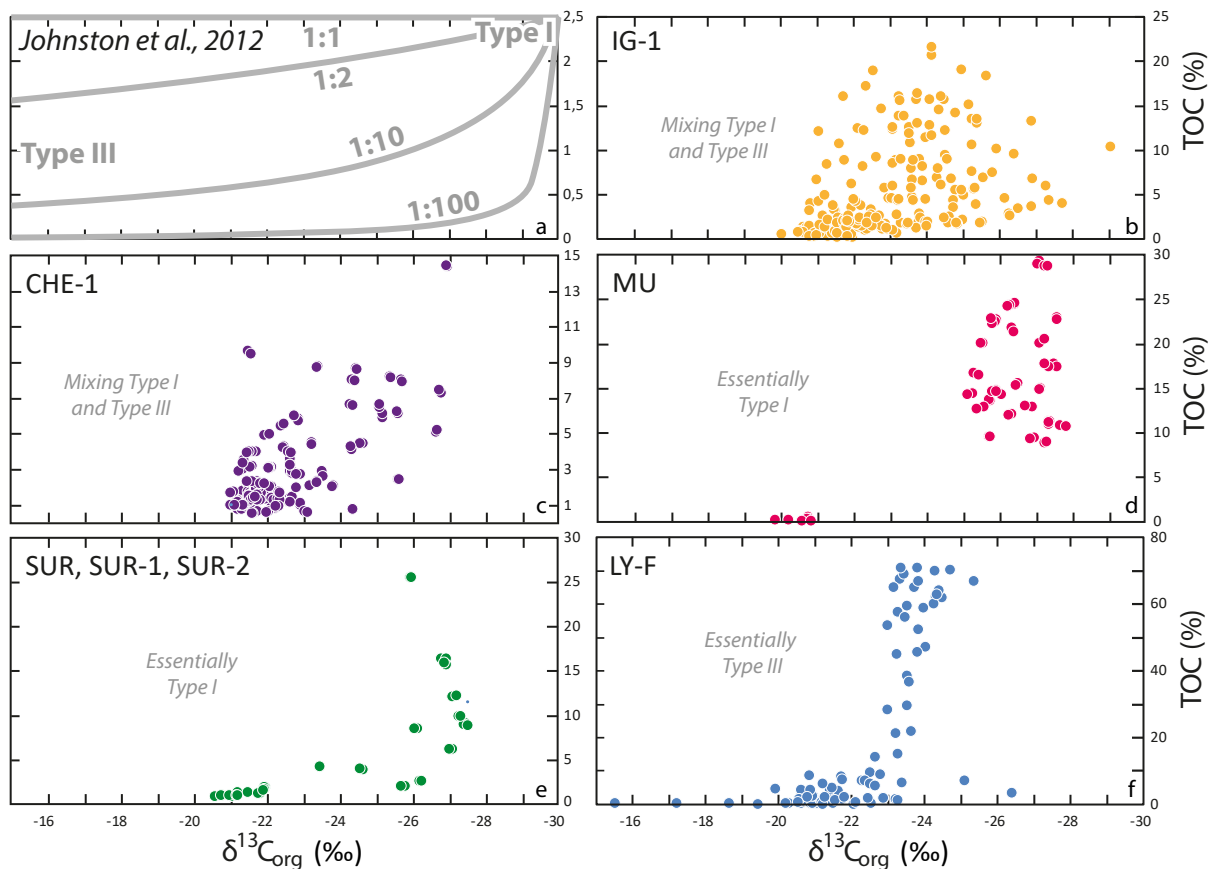 Johnston et al., 2012
Type I
1:1
1:2
Type III
1:10
1:100
a
2,5
2
1,5
1
0,5
0
IG-1
Mixing Type I
and Type III
b
25
20
15
10
5
0
TOC (%)
CHE-1
Mixing Type I
and Type III
c
15
13
11
9
7
5
3
1
MU
Essentially
Type I
d
30
25
20
15
10
5
0
TOC (%)
SUR, SUR-1, SUR-2
Essentially
Type I
e
30
25
20
15
10
5
0
-16 -18 -20 -22 -24 -26 -28 -30
δ13Corg (‰)
LY-F
Essentially
Type III
f
80
60
40
20
0
TOC (%)
-16 -18 -20 -22 -24 -26 -28 -30
δ13Corg (‰)